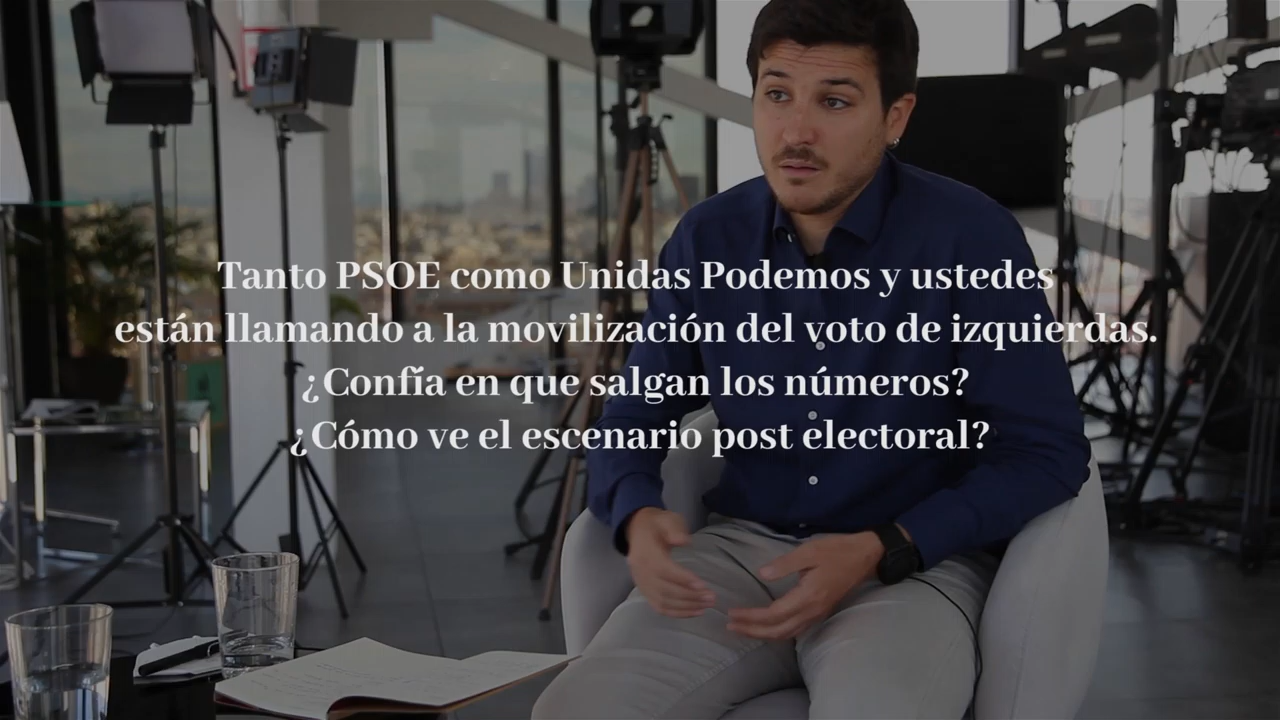 Tanto PSOE como Unidas Podemos y ustedes
están llamando a la movilización del voto de izquierdas.
¿Confía en que salgan los números?
¿Cómo ve el escenario post electoral?